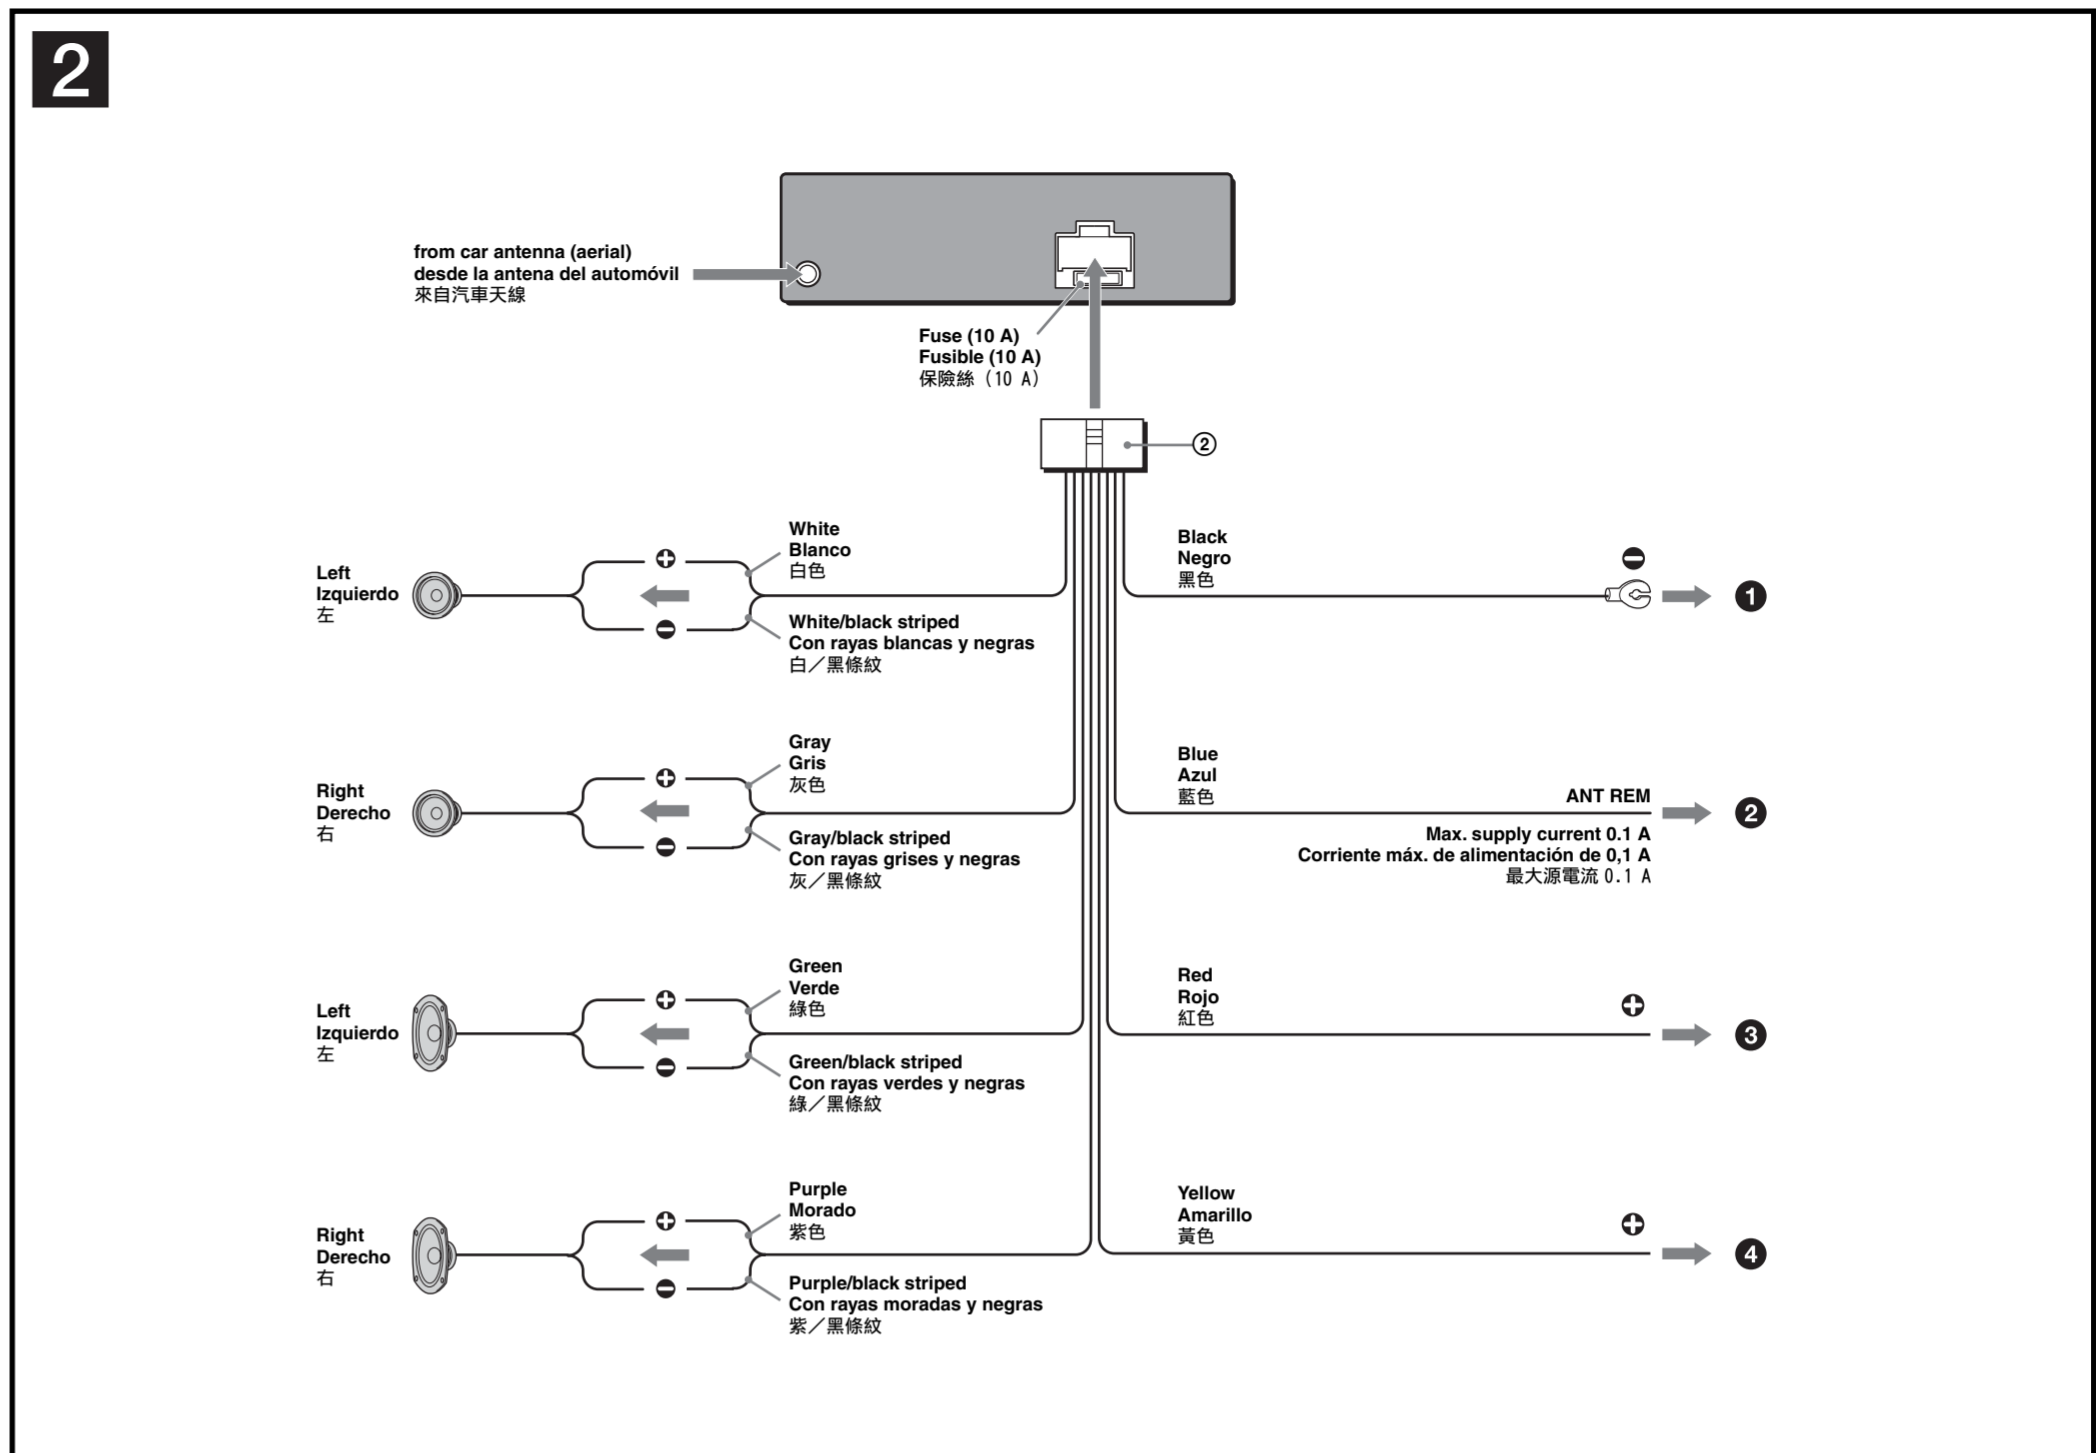 2
from car antenna (aerial)
desde la antena del automóvil
來自汽車天線
Fuse (10 A)
Fusible (10 A)
保險絲（10 A）
②
Left
Izquierdo
左
White
Blanco
白色
White/black striped
Con rayas blancas y negras
白／黑條紋
Black
Negro
黑色
❶
Right
Derecho
右
Gray
Gris
灰色
Gray/black striped
Con rayas grises y negras
灰／黑條紋
Blue
Azul
藍色
ANT REM
Max. supply current 0.1 A
Corriente máx. de alimentación de 0,1 A
最大源電流 0.1 A
❷
Left
Izquierdo
左
Green
Verde
綠色
Green/black striped
Con rayas verdes y negras
綠／黑條紋
Red
Rojo
紅色
❸
Right
Derecho
右
Purple
Morado
紫色
Purple/black striped
Con rayas moradas y negras
紫／黑條紋
Yellow
Amarillo
黃色
❹